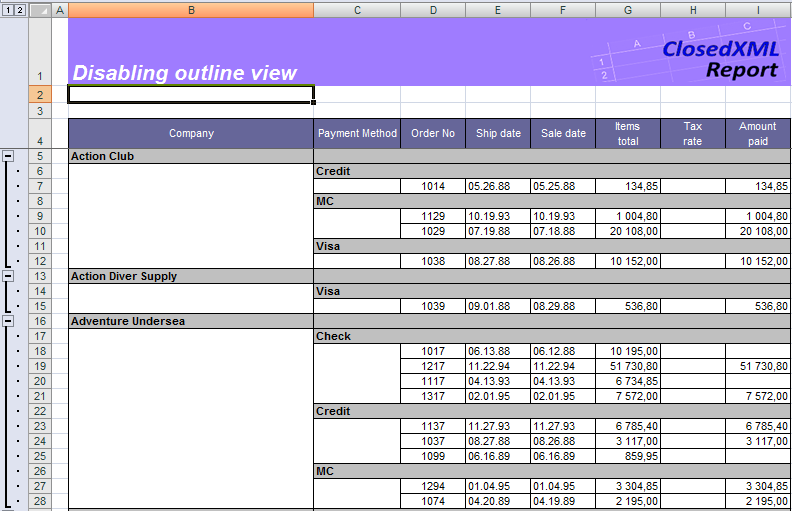 1 2
A B C D E F G H I
A B C
1 Disabling outline view 1 2 ClosedXML
Report
2
3
4 Company Payment Method Order No Ship date Sale date Items total Tax rate Amount paid
5 Action Club
6 Credit
7 1014 05.26.88 05.25.88 134,85 134,85
8 MC
9 1129 10.19.93 10.19.93 1 004,80 1 004,80
10 1029 07.19.88 07.18.88 20 108,00 20 108,00
11 Visa
12 1038 08.27.88 08.26.88 10 152,00 10 152,00
13 Action Diver Supply
14 Visa
15 1039 09.01.88 08.29.88 536,80 536,80
16 Adventure Undersea
17 Check
18 1017 06.13.88 06.12.88 10 195,00
19 1217 11.22.94 11.22.94 51 730,80 51 730,80
20 1117 04.13.93 04.13.93 6 734,85
21 1317 02.01.95 02.01.95 7 572,00 7 572,00
22 Credit
23 1137 11.27.93 11.27.93 6 785,40 6 785,40
24 1037 08.27.88 08.26.88 3 117,00 3 117,00
25 1099 06.16.89 06.16.89 859,95
26 MC
27 1294 01.04.95 01.04.95 3 304,85 3 304,85
28 1074 04.20.89 04.19.89 2 195,00 2 195,00